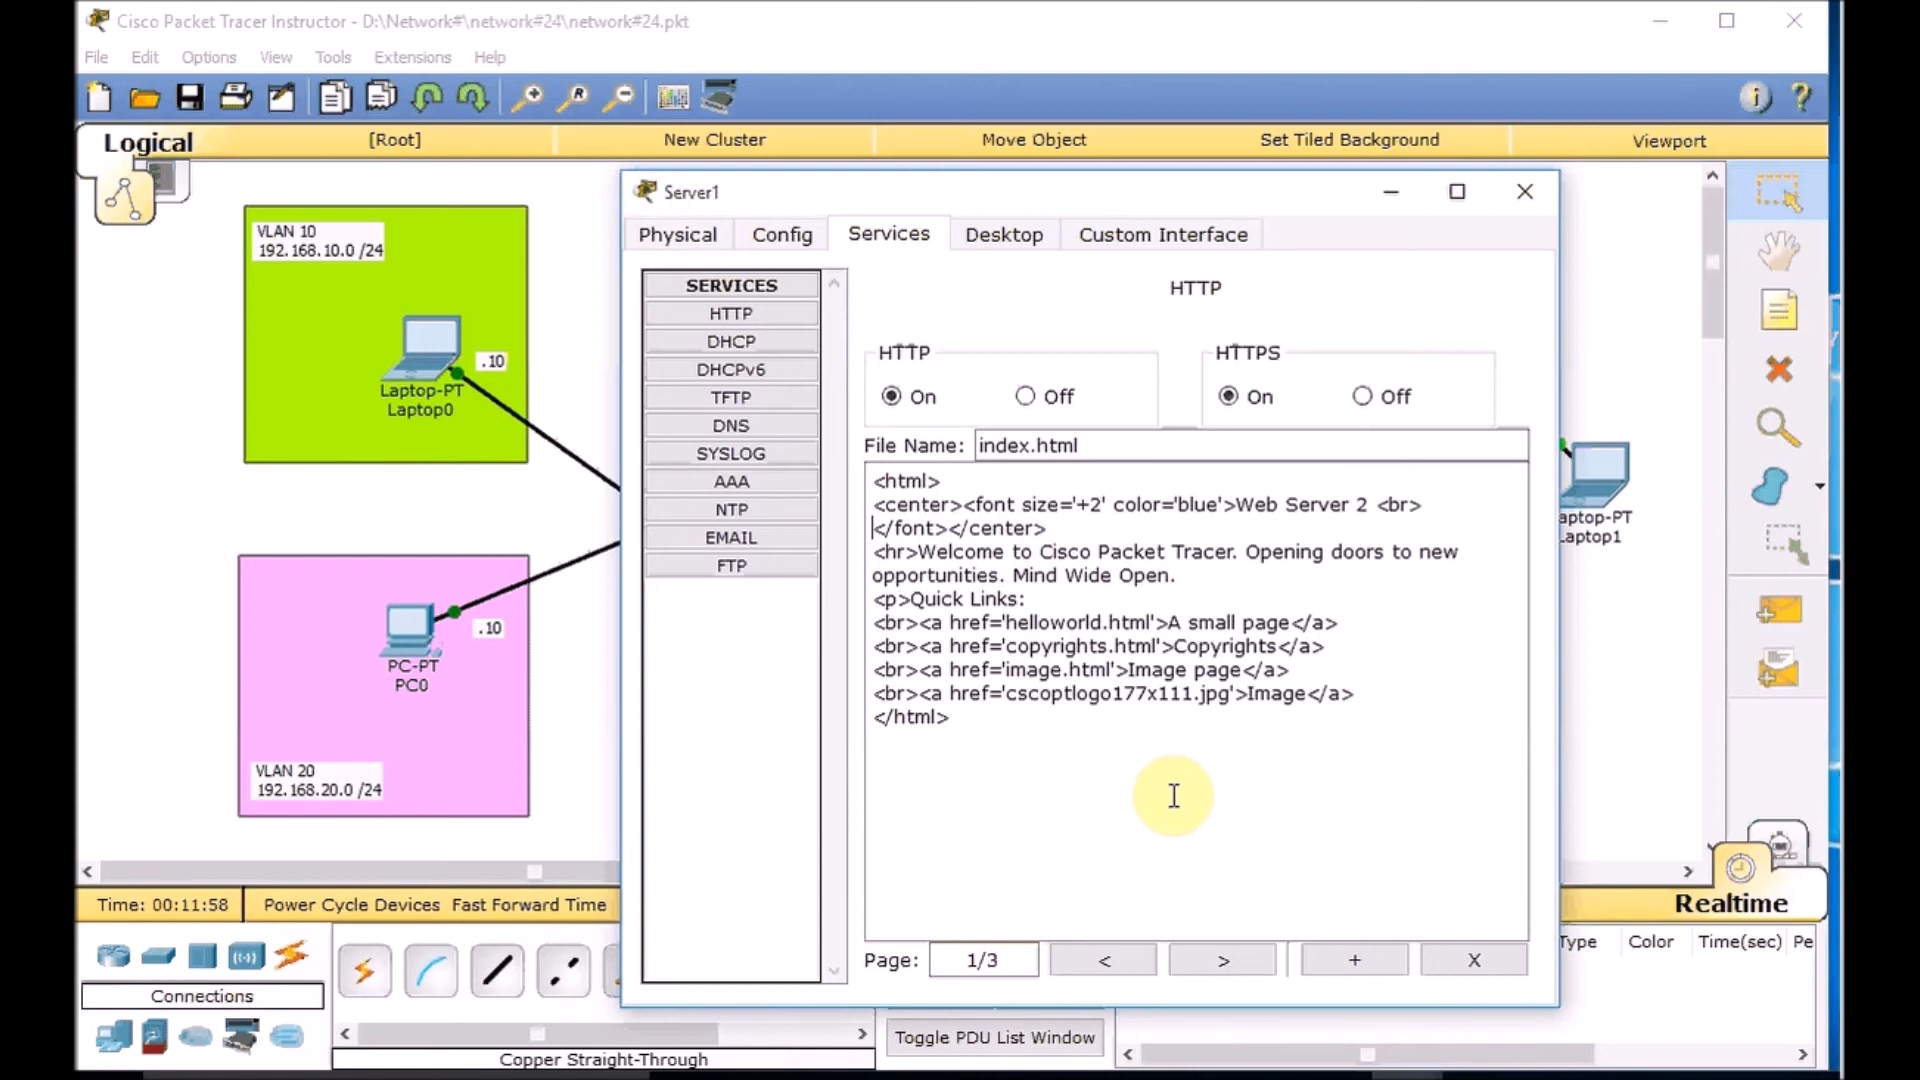 Cisco Packet Tracer Instructor - D:\Network#\network#24\network#24.pkt
File Edit Options View Tools Extensions Help
Logical [Root] New Cluster Move Object Set Tiled Background Viewport
VLAN 10
192.168.10.0 /24
.10
Laptop-PT
Laptop0
.10
PC-PT
PC0
VLAN 20
192.168.20.0 /24
Server1
Physical Config Services Desktop Custom Interface
SERVICES
HTTP
DHCP
DHCPv6
TFTP
DNS
SYSLOG
AAA
NTP
EMAIL
FTP
HTTP
HTTP
On Off
HTTPS
On Off
File Name: index.html
<html>
<center><font size='+2' color='blue'>Web Server 2 <br>
</font></center>
<hr>Welcome to Cisco Packet Tracer. Opening doors to new
opportunities. Mind Wide Open.
<p>Quick Links:
<br><a href='helloworld.html'>A small page</a>
<br><a href='copyrights.html'>Copyrights</a>
<br><a href='image.html'>Image page</a>
<br><a href='cscoptlogo177x111.jpg'>Image</a>
</html>
Page: 1/3 < > + X
aptop-PT
aptop1
Time: 00:11:58 Power Cycle Devices Fast Forward Time
Realtime
Connections
Copper Straight-Through
Toggle PDU List Window
Type Color Time(sec) Pe